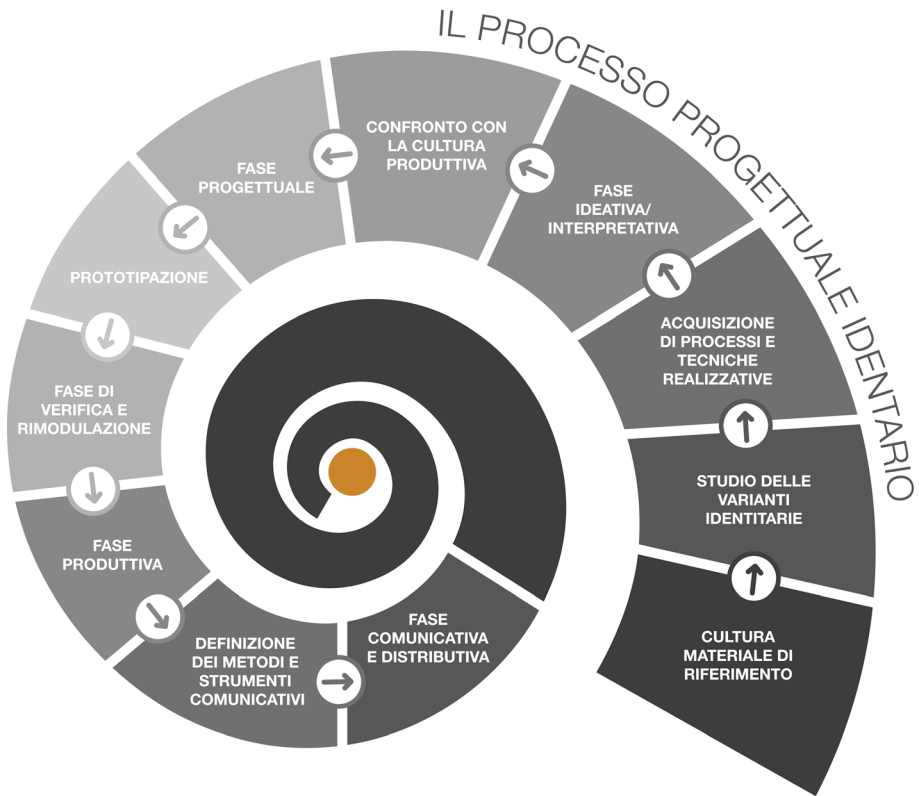 IL PROCESSO PROGETTUALE IDENTARIO
CULTURA
MATERIALE DI
RIFERIMENTO
STUDIO DELLE
VARIANTI
IDENTITARIE
ACQUISIZIONE
DI PROCESSI E
TECNICHE
REALIZZATIVE
FASE
IDEATIVA/
INTERPRETATIVA
CONFRONTO CON
LA CULTURA
PRODUTTIVA
FASE
PROGETTUALE
PROTOTIPAZIONE
FASE DI
VERIFICA E
RIMODULAZIONE
FASE
PRODUTTIVA
DEFINIZIONE
DEI METODI E
STRUMENTI
COMUNICATIVI
FASE
COMUNICATIVA
E DISTRIBUTIVA